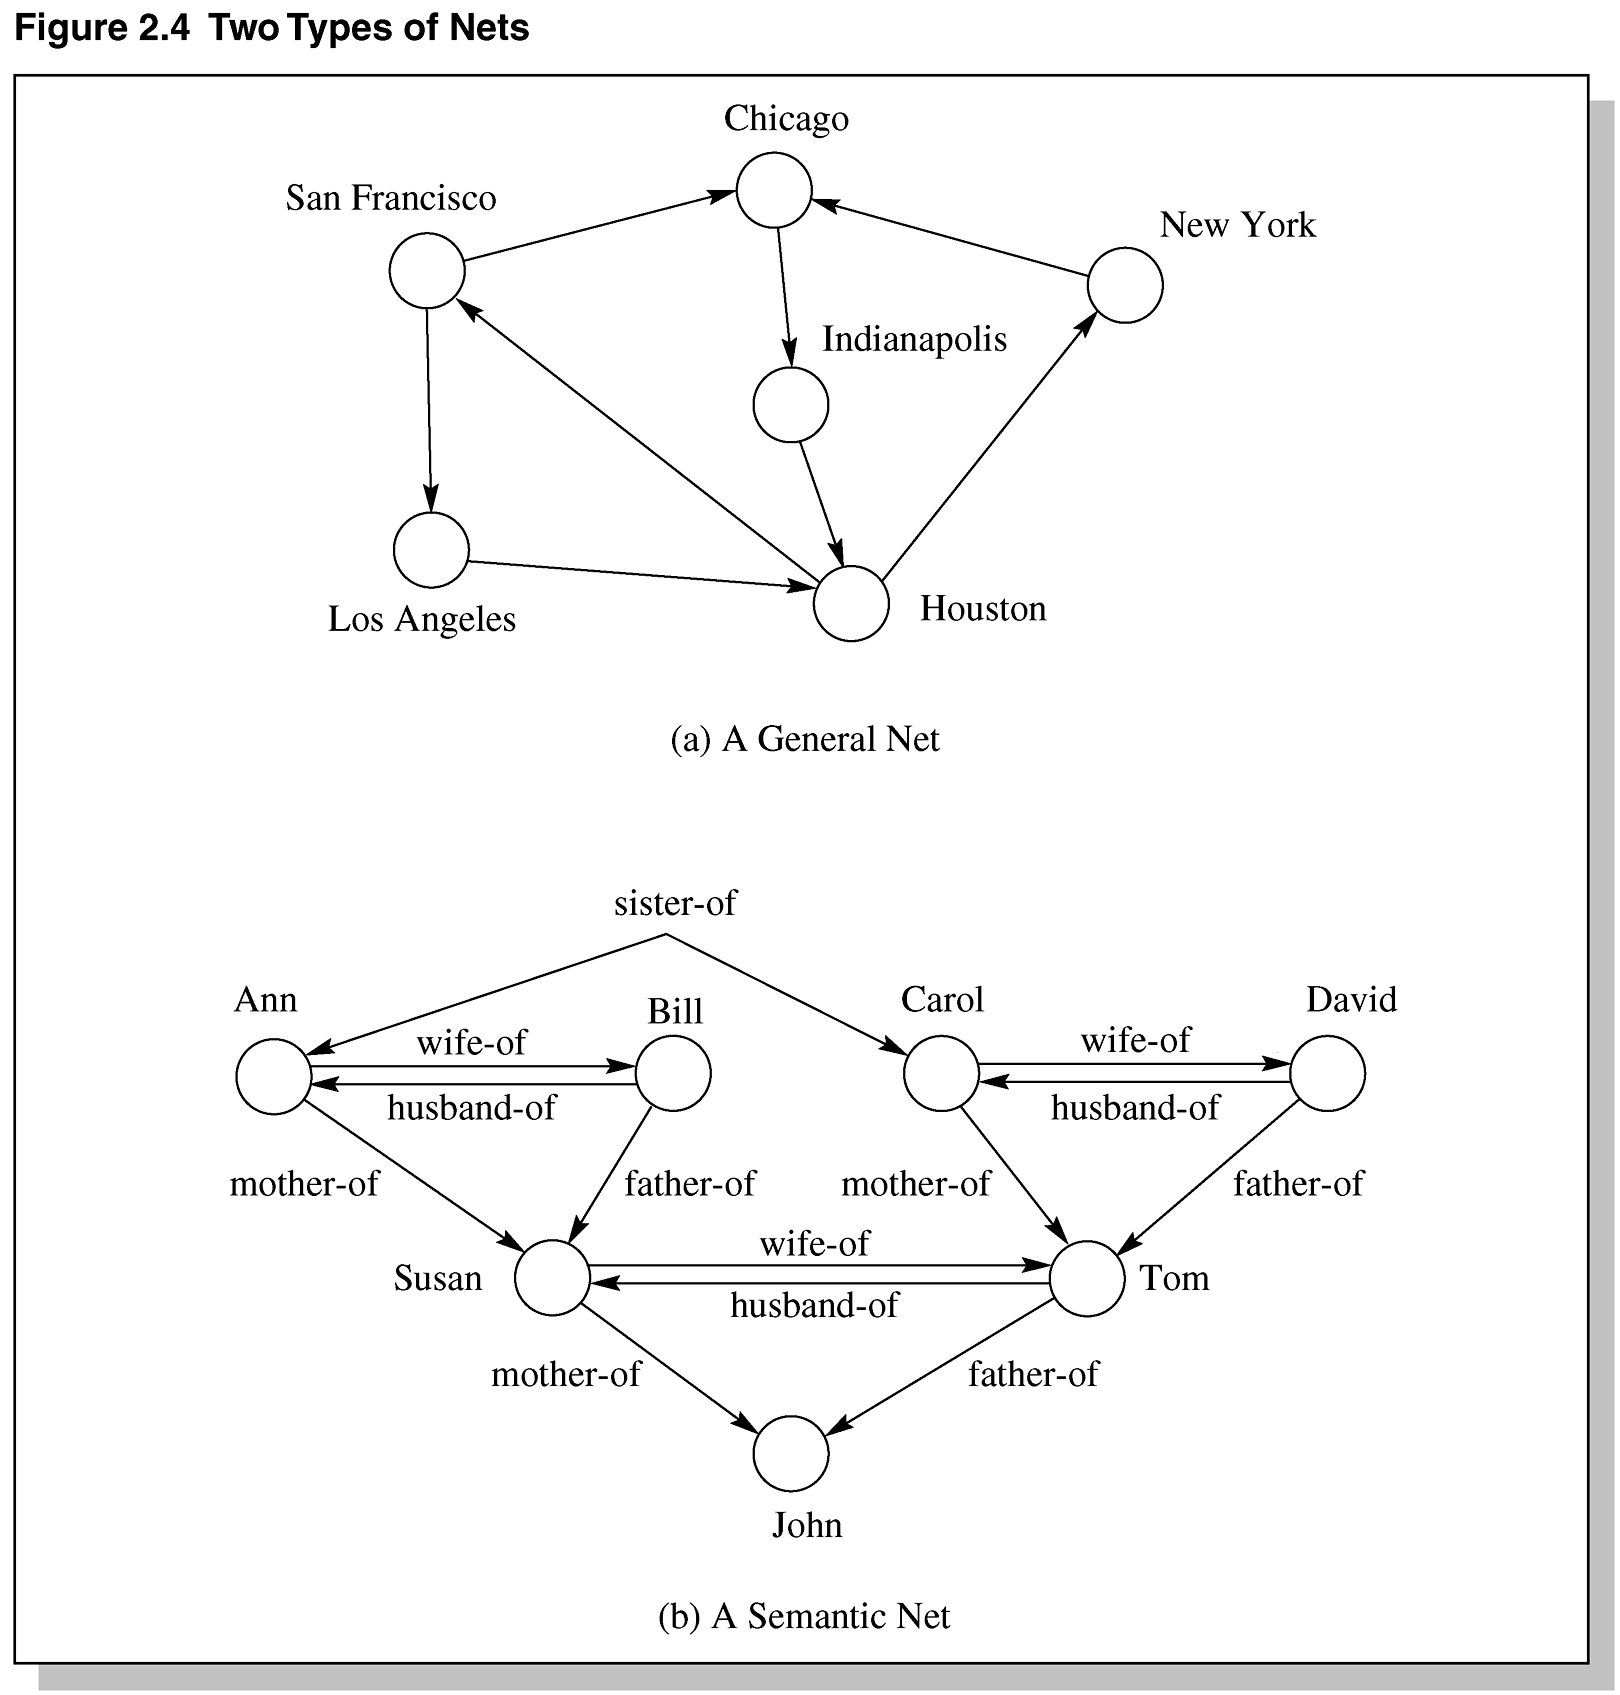 Figure 2.4 Two Types of Nets
Chicago
San Francisco
New York
Indianapolis
Los Angeles
Houston
(a) A General Net
sister-of
Ann
Bill
Carol
David
wife-of
wife-of
husband-of
husband-of
mother-of
father-of
mother-of
father-of
wife-of
Susan
Tom
husband-of
mother-of
father-of
John
(b) A Semantic Net